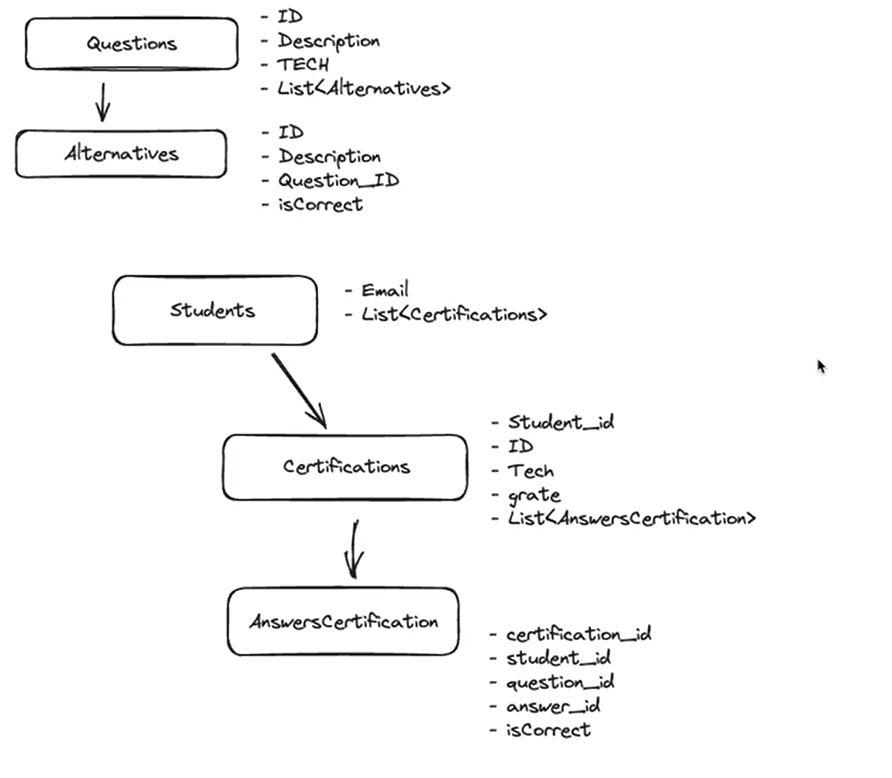 Questions
- ID
- Description
- TECH
- List<Alternatives>
Alternatives
- ID
- Description
- Question_ID
- isCorrect
Students
- Email
- List<Certifications>
Certifications
- Student_id
- ID
- Tech
- grate
- List<AnswersCertification>
AnswersCertification
- certification_id
- student_id
- question_id
- answer_id
- isCorrect